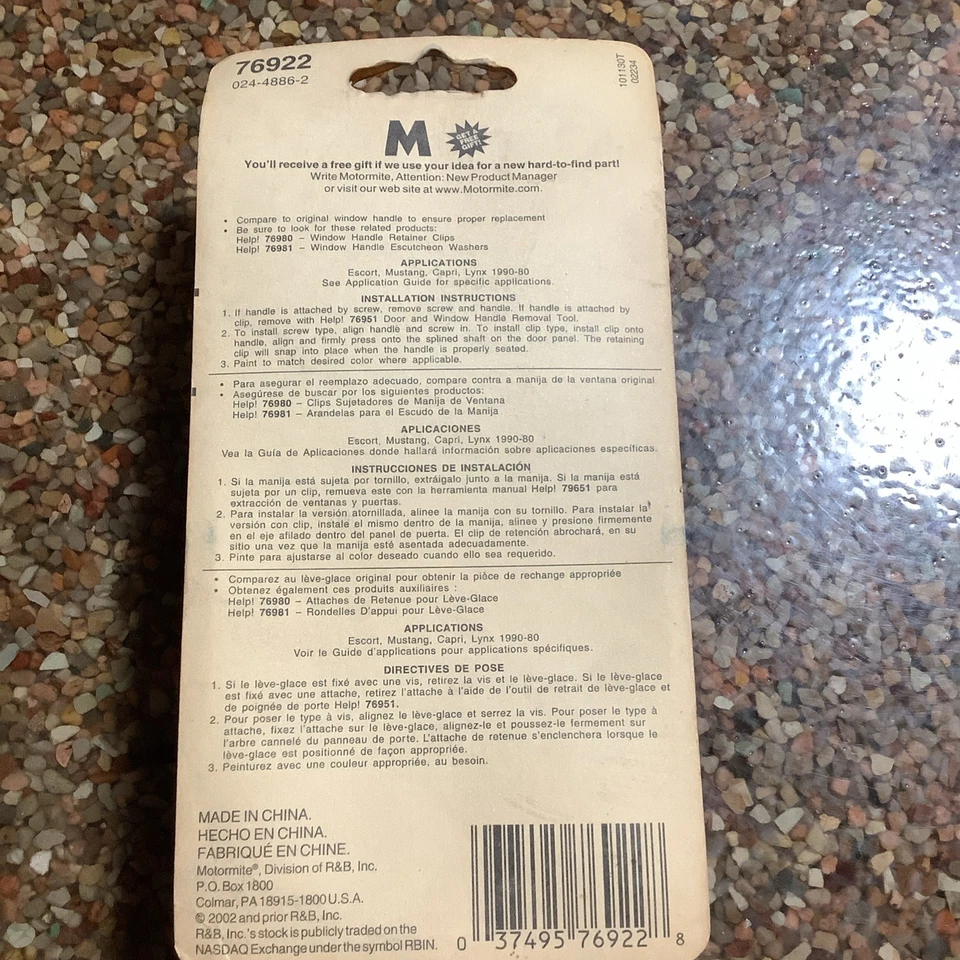 76922
024-4886-2
101130T
02234
M
GET A
FREE
GIFT!
You'll receive a free gift if we use your idea for a new hard-to-find part!
Write Motormite, Attention: New Product Manager
or visit our web site at www.Motormite.com.
• Compare to original window handle to ensure proper replacement
• Be sure to look for these related products:
Help! 76980 – Window Handle Retainer Clips
Help! 76981 – Window Handle Escutcheon Washers
APPLICATIONS
Escort, Mustang, Capri, Lynx 1990-80
See Application Guide for specific applications.
INSTALLATION INSTRUCTIONS
1. If handle is attached by screw, remove screw and handle. If handle is attached by
clip, remove with Help! 76951 Door and Window Handle Removal Tool.
2. To install screw type, align handle and screw in. To install clip type, install clip onto
handle, align and firmly press onto the splined shaft on the door panel. The retaining
clip will snap into place when the handle is properly seated.
3. Paint to match desired color where applicable.
• Para asegurar el reemplazo adecuado, compare contra a manija de la ventana original
• Asegúrese de buscar por los siguientes productos:
Help! 76980 – Clips Sujetadores de Manija de Ventana
Help! 76981 – Arandelas para el Escudo de la Manija
APLICACIONES
Escort, Mustang, Capri, Lynx 1990-80
Vea la Guía de Aplicaciones donde hallará información sobre aplicaciones específicas.
INSTRUCCIONES DE INSTALACIÓN
1. Si la manija está sujeta por tornillo, extráigalo junto a la manija. Si la manija está
sujeta por un clip, remueva este con la herramienta manual Help! 79651 para
extracción de ventanas y puertas.
2. Para instalar la versión atornillada, alinee la manija con su tornillo. Para instalar la
versión con clip, instale el mismo dentro de la manija, alinee y presione firmemente
en el eje afilado dentro del panel de puerta. El clip de retención abrochará, en su
sitio una vez que la manija esté asentada adecuadamente.
3. Pinte para ajustarse al color deseado cuando ello sea requerido.
• Comparez au lève-glace original pour obtenir la pièce de rechange appropriée
• Obtenez également ces produits auxiliaires :
Help! 76980 – Attaches de Retenue pour Lève-Glace
Help! 76981 – Rondelles D'appui pour Lève-Glace
APPLICATIONS
Escort, Mustang, Capri, Lynx 1990-80
Voir le Guide d'applications pour applications spécifiques.
DIRECTIVES DE POSE
1. Si le lève-glace est fixé avec une vis, retirez la vis et le lève-glace. Si le lève-glace
est fixé avec une attache, retirez l'attache à l'aide de l'outil de retrait de lève-glace et
de poignée de porte Help! 76951.
2. Pour poser le type à vis, alignez le lève-glace et serrez la vis. Pour poser le type à
attache, fixez l'attache sur le lève-glace, alignez-le et poussez-le fermement sur
l'arbre cannelé du panneau de porte. L'attache de retenue s'enclenchera lorsque le
lève-glace est positionné de façon appropriée.
3. Peinturez avec une couleur appropriée, au besoin.
MADE IN CHINA.
HECHO EN CHINA.
FABRIQUÉ EN CHINE.
Motormite®, Division of R&B, Inc.
P.O. Box 1800
Colmar, PA 18915-1800 U.S.A.
© 2002 and prior R&B, Inc.
R&B, Inc.'s stock is publicly traded on the
NASDAQ Exchange under the symbol RBIN.
0 37495 76922 8